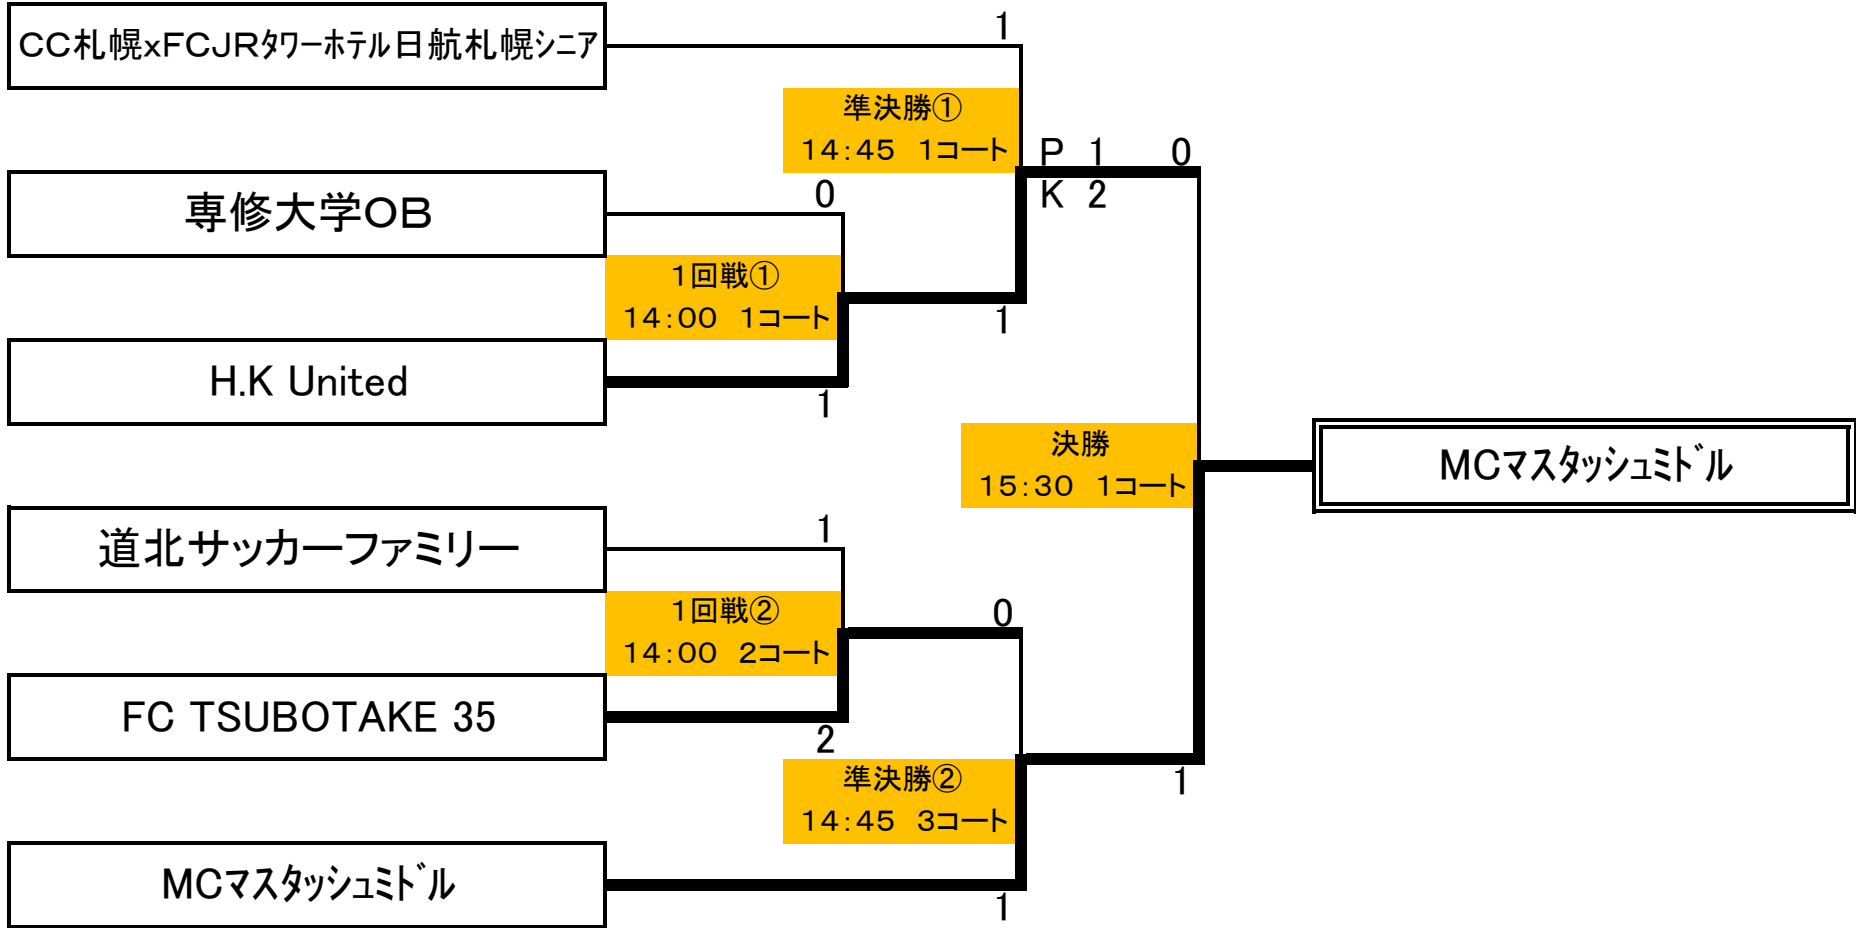 1
CC札幌xFCJRﾀﾜｰﾎﾃﾙ日航札幌ｼﾆｱ
準決勝①
14:45 1コート
P 1 0
K 2
専修大学OB
0
1回戦①
14:00 1コート
1
H.K United
1
決勝
15:30 1コート
MCﾏｽﾀｯｼｭﾐﾄﾞﾙ
道北サッカーファミリー
1
1回戦②
14:00 2コート
0
FC TSUBOTAKE 35
2
準決勝②
14:45 3コート
1
MCﾏｽﾀｯｼｭﾐﾄﾞﾙ
1